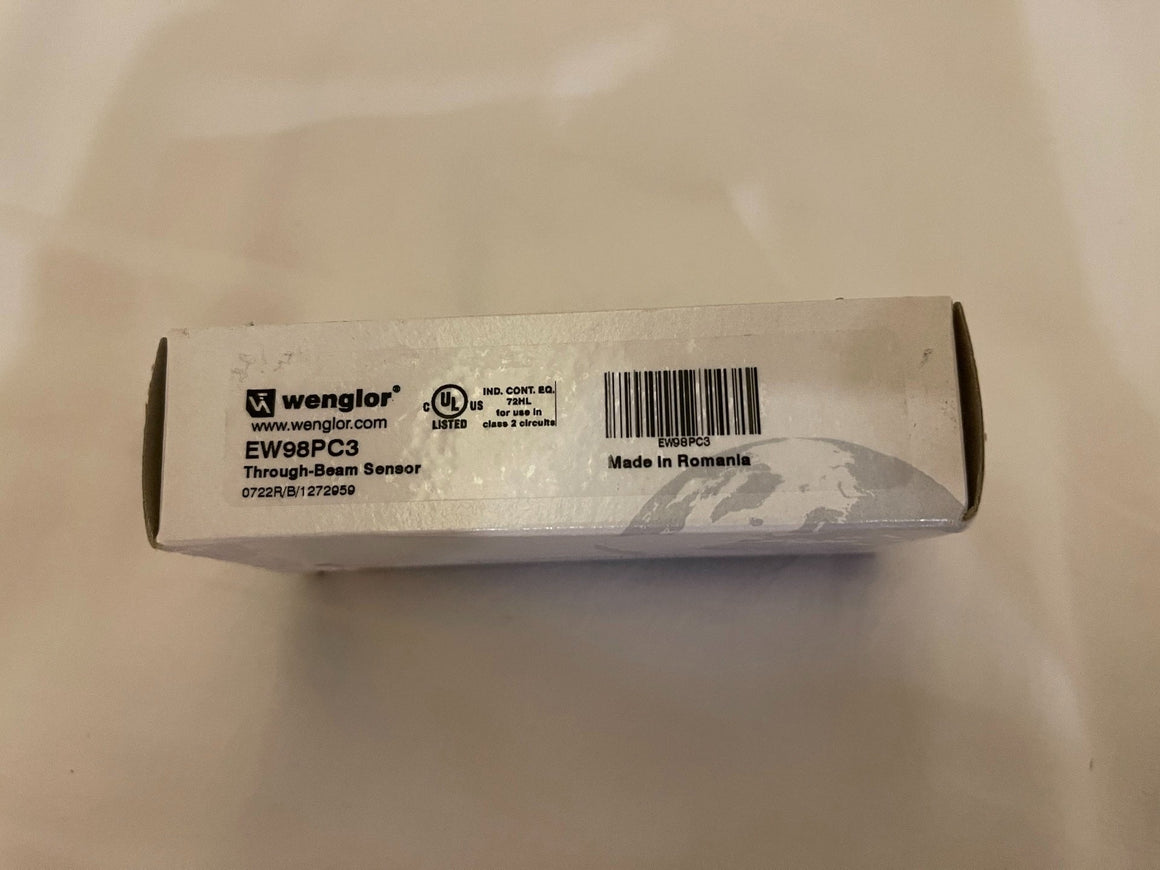 wenglor®
www.wenglor.com
EW98PC3
Through-Beam Sensor
0722R/B/1272959
C UL US
LISTED
IND. CONT. EQ.
72HL
for use in
class 2 circuits
EW98PC3
Made in Romania